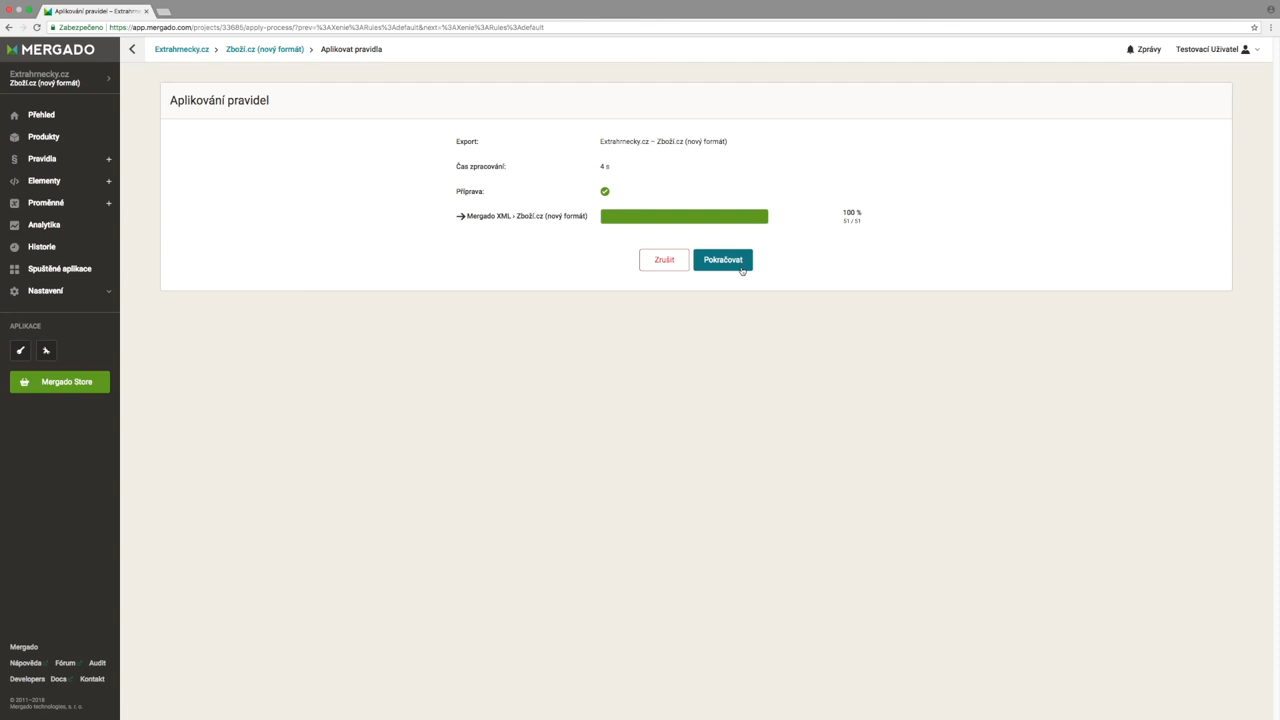 Aplikování pravidel – Extrahrne
Zabezpečeno https://app.mergado.com/projects/33685/apply-process/?prev=%3AXenie%3ARules%3Adefault&next=%3AXenie%3ARules%3Adefault
MERGADO
Extrahrnecky.cz > Zboží.cz (nový formát) > Aplikovat pravidla
Zprávy
Testovací Uživatel
Extrahrnecky.cz
Zboží.cz (nový formát)
Přehled
Produkty
Pravidla +
Elementy +
Proměnné +
Analytika
Historie
Spuštěné aplikace
Nastavení
APLIKACE
Mergado Store
Aplikování pravidel
Export: Extrahrnecky.cz – Zboží.cz (nový formát)
Čas zpracování: 4 s
Příprava:
Mergado XML › Zboží.cz (nový formát) 100 %
51 / 51
Zrušit Pokračovat
Mergado
Nápověda Fórum Audit
Developers Docs Kontakt
© 2011–2018
Mergado technologies, s. r. o.